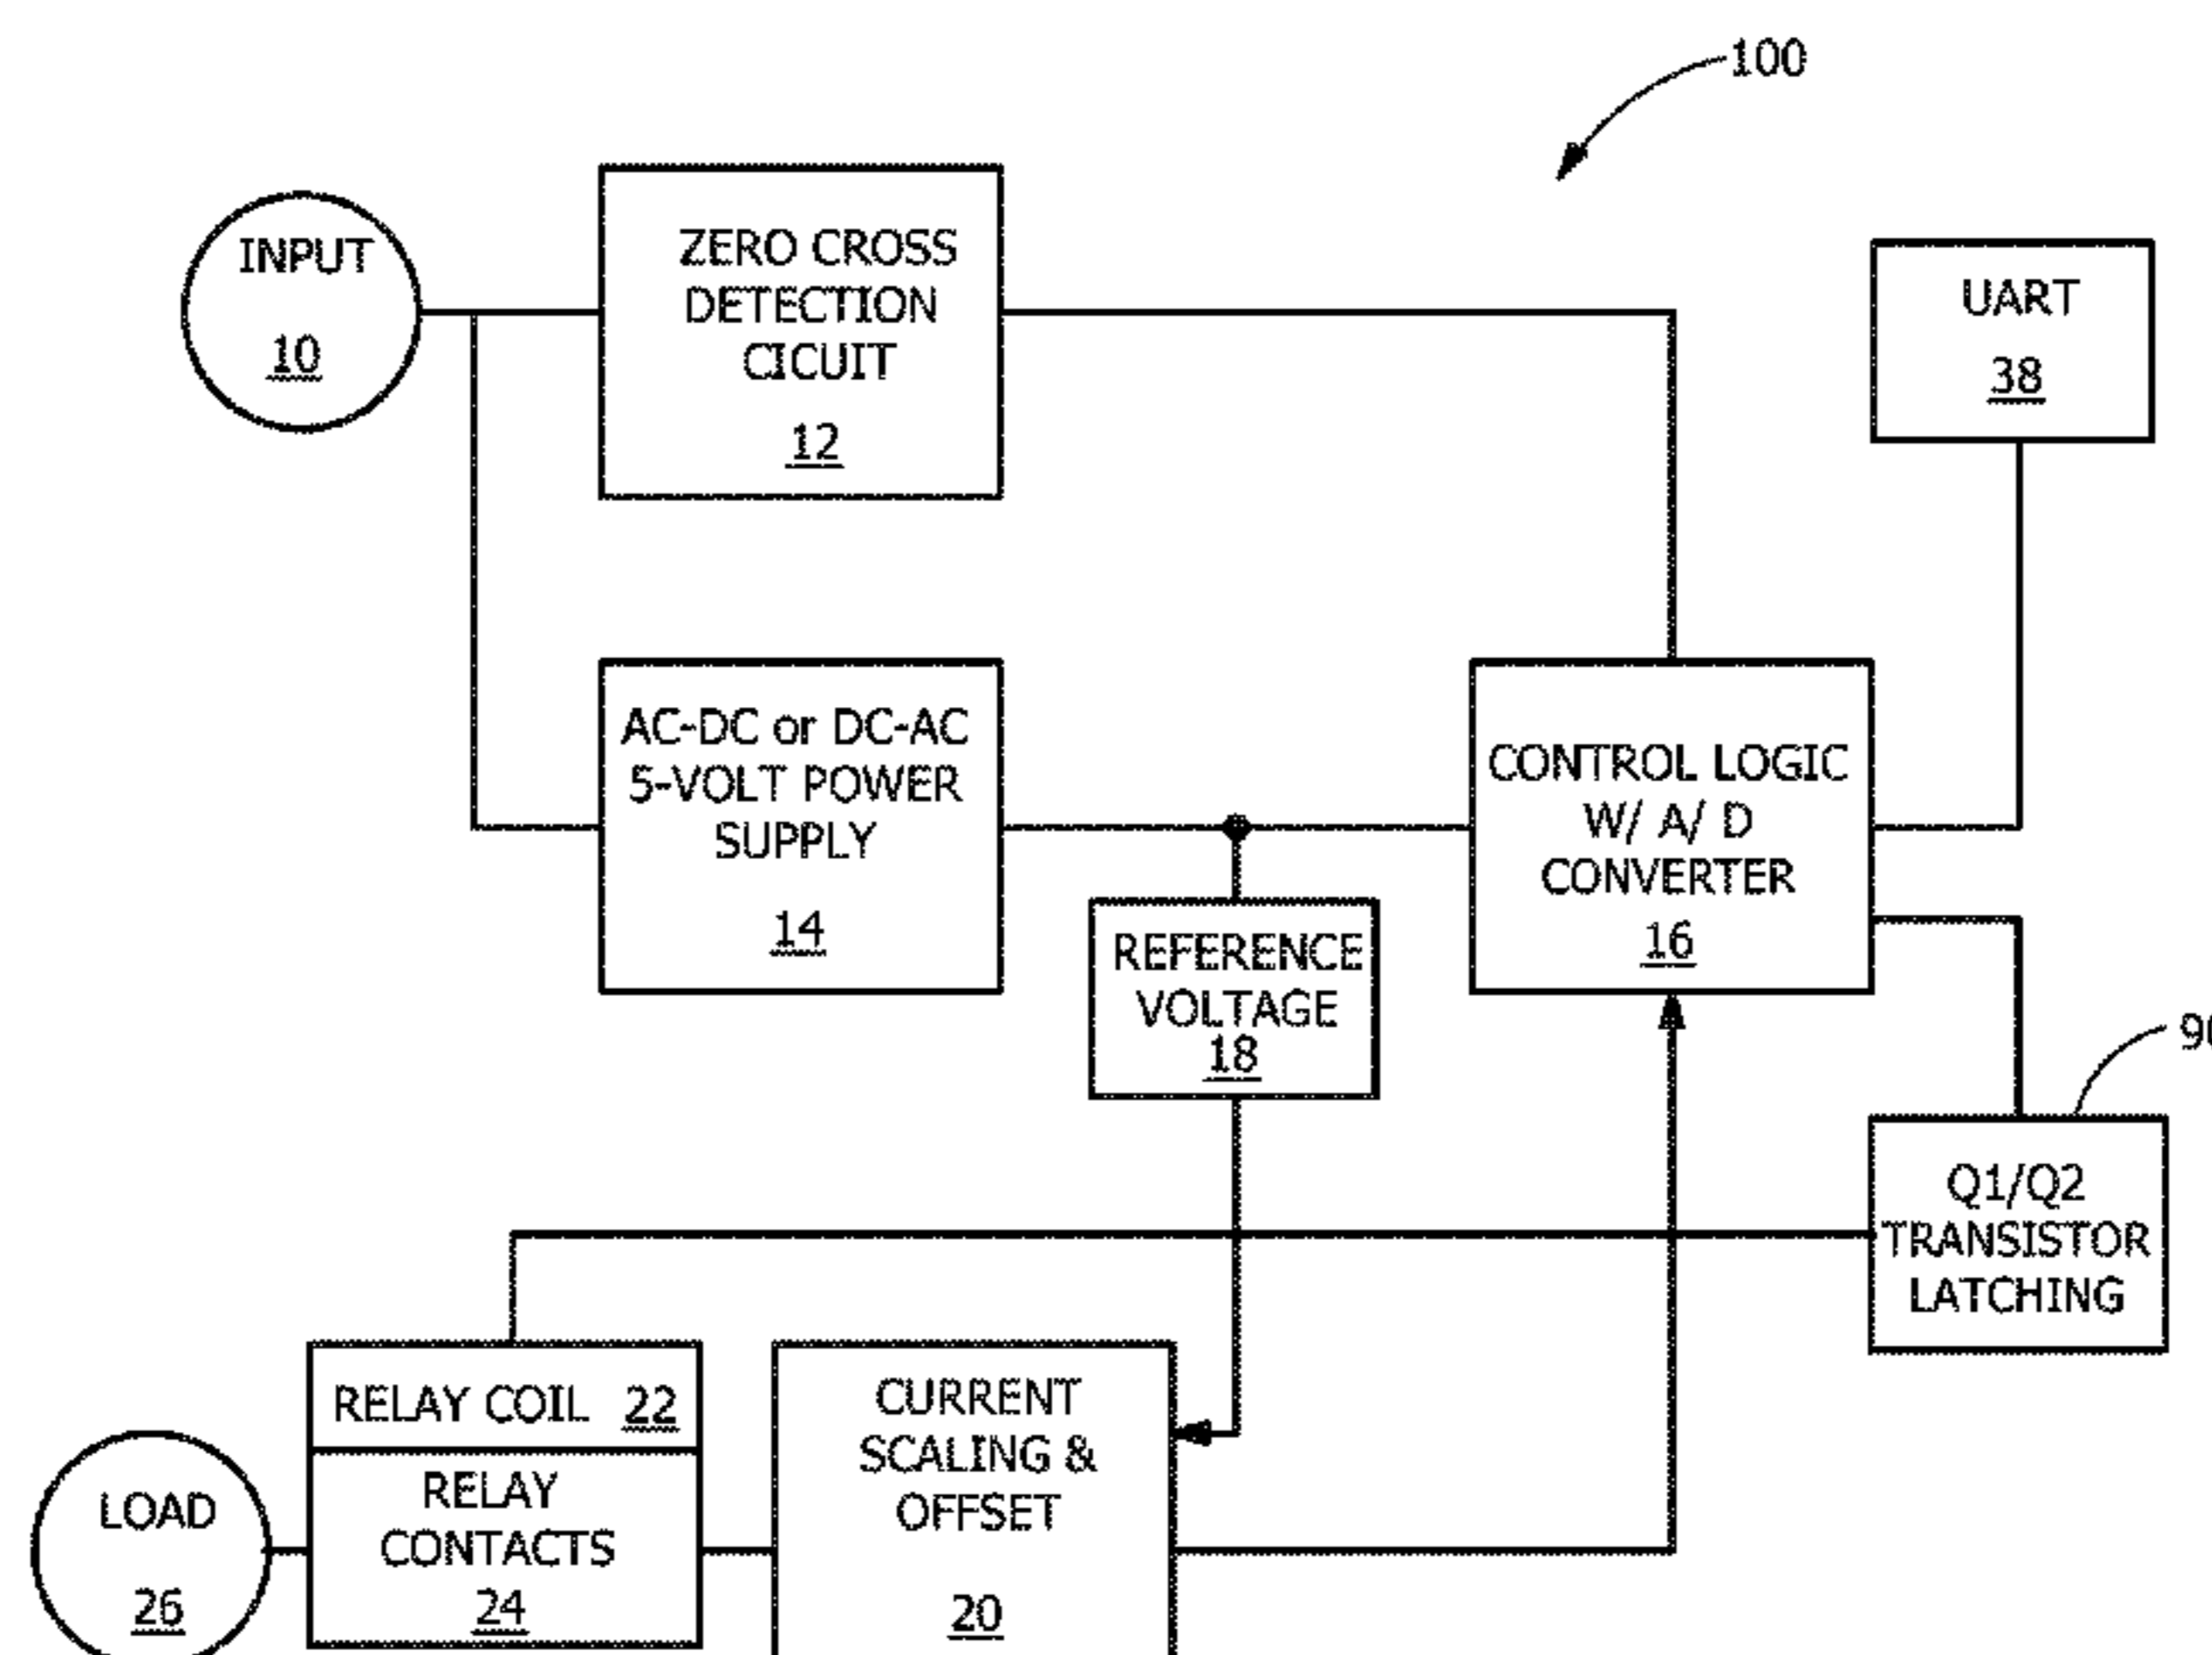 100
INPUT
10
ZERO CROSS
DETECTION
CICUIT
12
UART
38
AC-DC or DC-AC
5-VOLT POWER
SUPPLY
14
CONTROL LOGIC
W/ A/ D
CONVERTER
16
REFERENCE
VOLTAGE
18
Q1/Q2
TRANSISTOR
LATCHING
RELAY COIL 22
RELAY
CONTACTS
24
CURRENT
SCALING &
OFFSET
20
LOAD
26